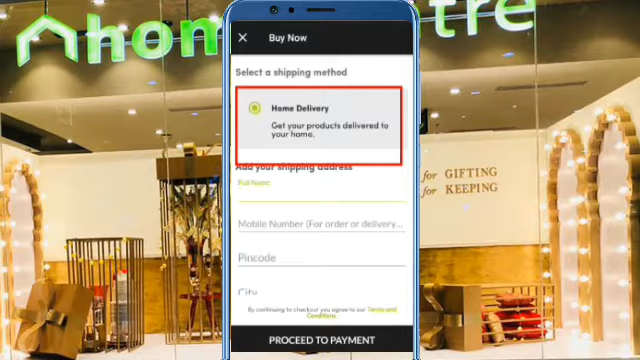 Buy Now
Select a shipping method
Home Delivery
Get your products delivered to
your home.
Add your shipping address
Full Name
Mobile Number (For order or delivery...
Pincode
City
By continuing to checkout you agree to our Terms and
Conditions
PROCEED TO PAYMENT
for GIFTING
for KEEPING